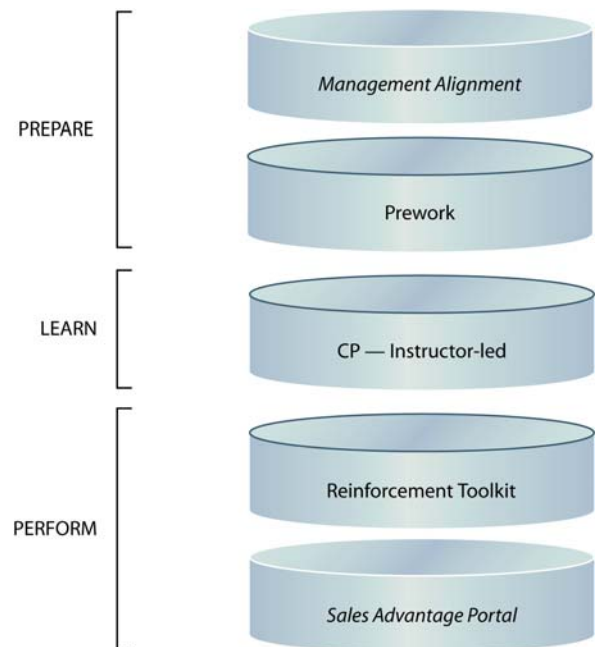 PREPARE
Management Alignment
Prework
LEARN
CP — Instructor-led
PERFORM
Reinforcement Toolkit
Sales Advantage Portal